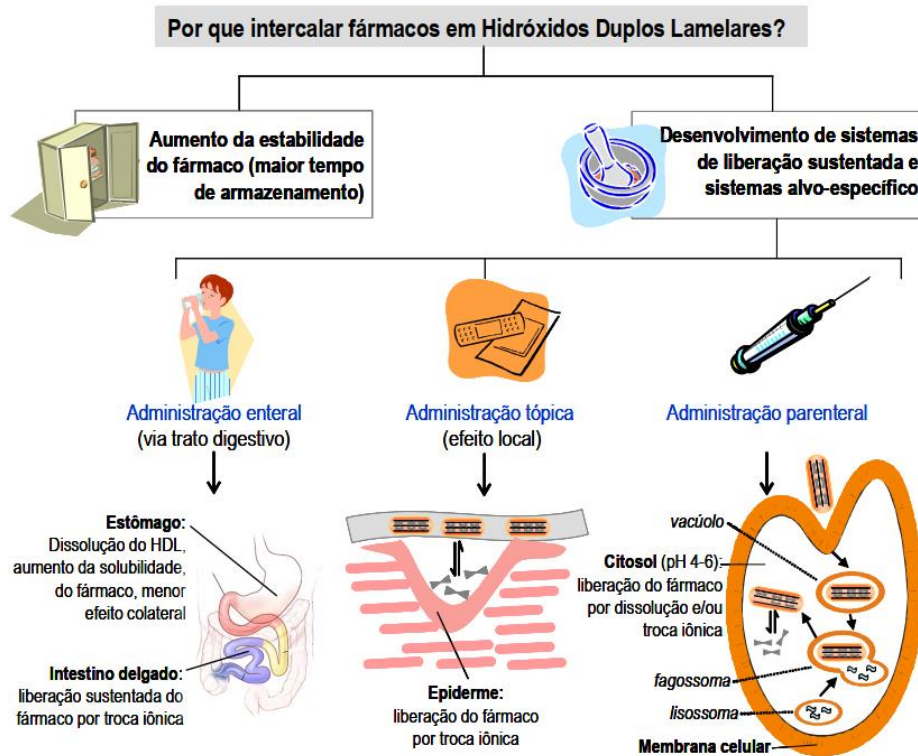 Por que intercalar fármacos em Hidróxidos Duplos Lamelares?
Aumento da estabilidade
do fármaco (maior tempo
de armazenamento)
Desenvolvimento de sistemas
de liberação sustentada e
sistemas alvo-específico
Administração enteral
(via trato digestivo)
Administração tópica
(efeito local)
Administração parenteral
Estômago:
Dissolução do HDL,
aumento da solubilidade,
do fármaco, menor
efeito colateral
Intestino delgado:
liberação sustentada do
fármaco por troca iônica
Epiderme:
liberação do fármaco
por troca iônica
vacúolo
Citosol (pH 4-6):
liberação do fármaco
por dissolução e/ou
troca iônica
fagossoma
lisossoma
Membrana celular